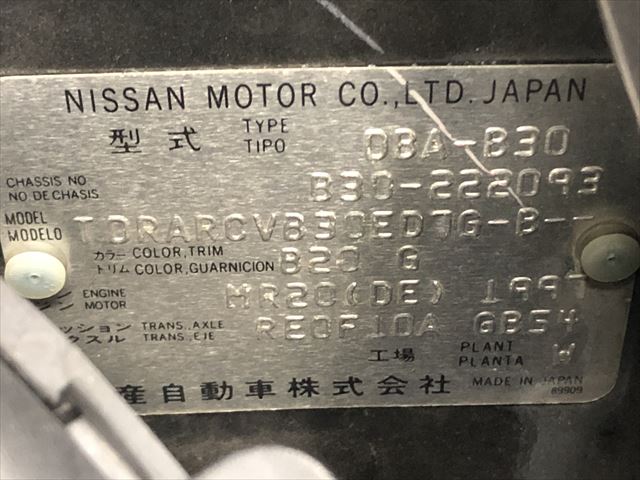 NISSAN MOTOR CO.,LTD. JAPAN
型式 TYPE TIPO DBA-B30
CHASSIS NO NO DE CHASIS B30-222093
MODEL MODELO TDRARCVB30ED7G-B--
カラー トリム COLOR,TRIM COLOR,GUARNICION B20 G
ン ン ENGINE MOTOR MR20(DE) 1997
ッション クスル TRANS.,AXLE TRANS.,EJE RE0F10A GB54
工場 PLANT PLANTA W
産自動車株式会社 MADE IN JAPAN
89909